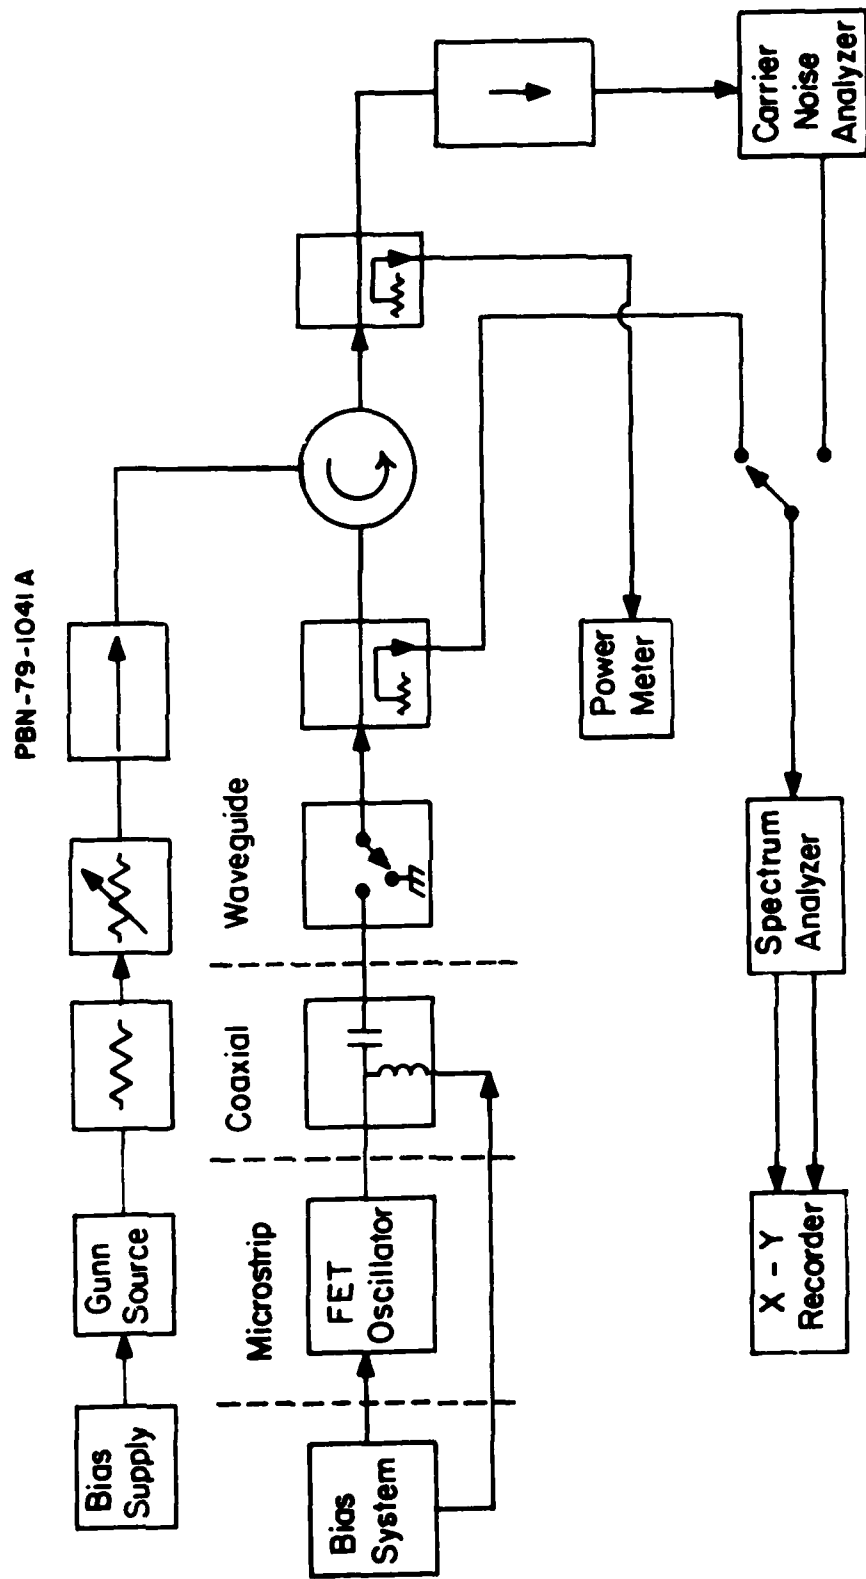 PBN-79-1041 A
Bias
Supply
Gunn
Source
Microstrip
Coaxial
Waveguide
Bias
System
FET
Oscillator
Power
Meter
X - Y
Recorder
Spectrum
Analyzer
Carrier
Noise
Analyzer